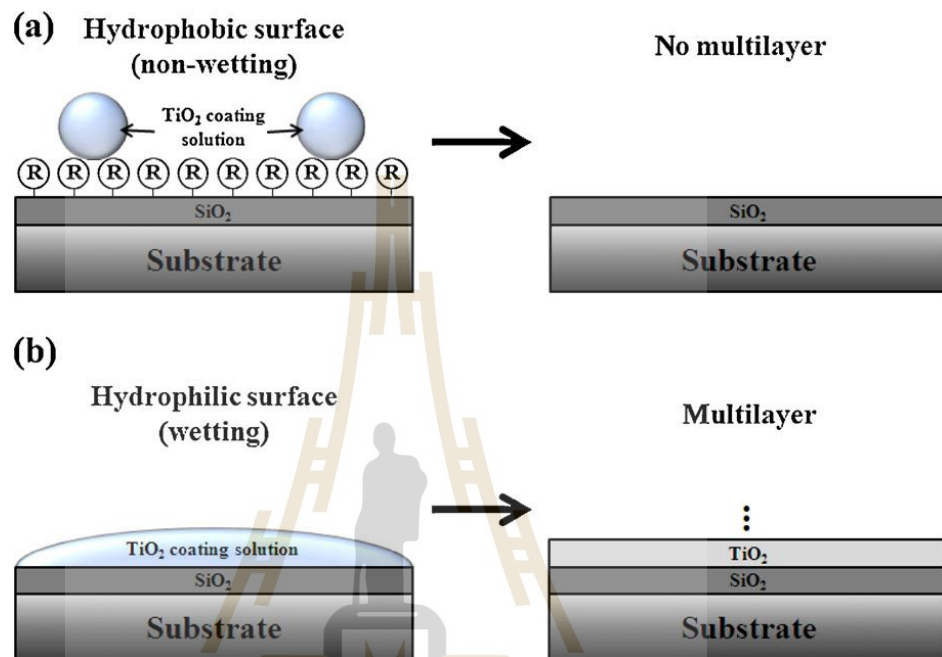 (a)
Hydrophobic surface
(non-wetting)
TiO₂ coating
solution
R R R R R R R R R R
SiO₂
Substrate
No multilayer
SiO₂
Substrate
(b)
Hydrophilic surface
(wetting)
TiO₂ coating solution
SiO₂
Substrate
Multilayer
⋮
TiO₂
SiO₂
Substrate